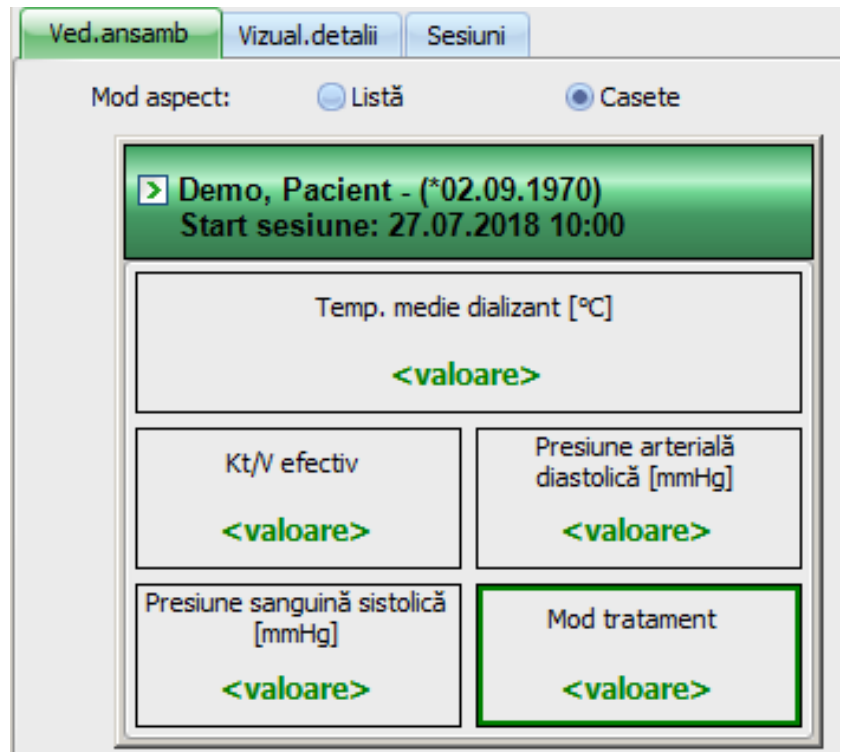 Ved.ansamb Vizual.detalii Sesiuni
Mod aspect: Listă Casete
Demo, Pacient - (*02.09.1970)
Start sesiune: 27.07.2018 10:00
Temp. medie dializant [°C]
<valoare>
Kt/V efectiv
<valoare>
Presiune arterială
diastolică [mmHg]
<valoare>
Presiune sanguină sistolică
[mmHg]
<valoare>
Mod tratament
<valoare>